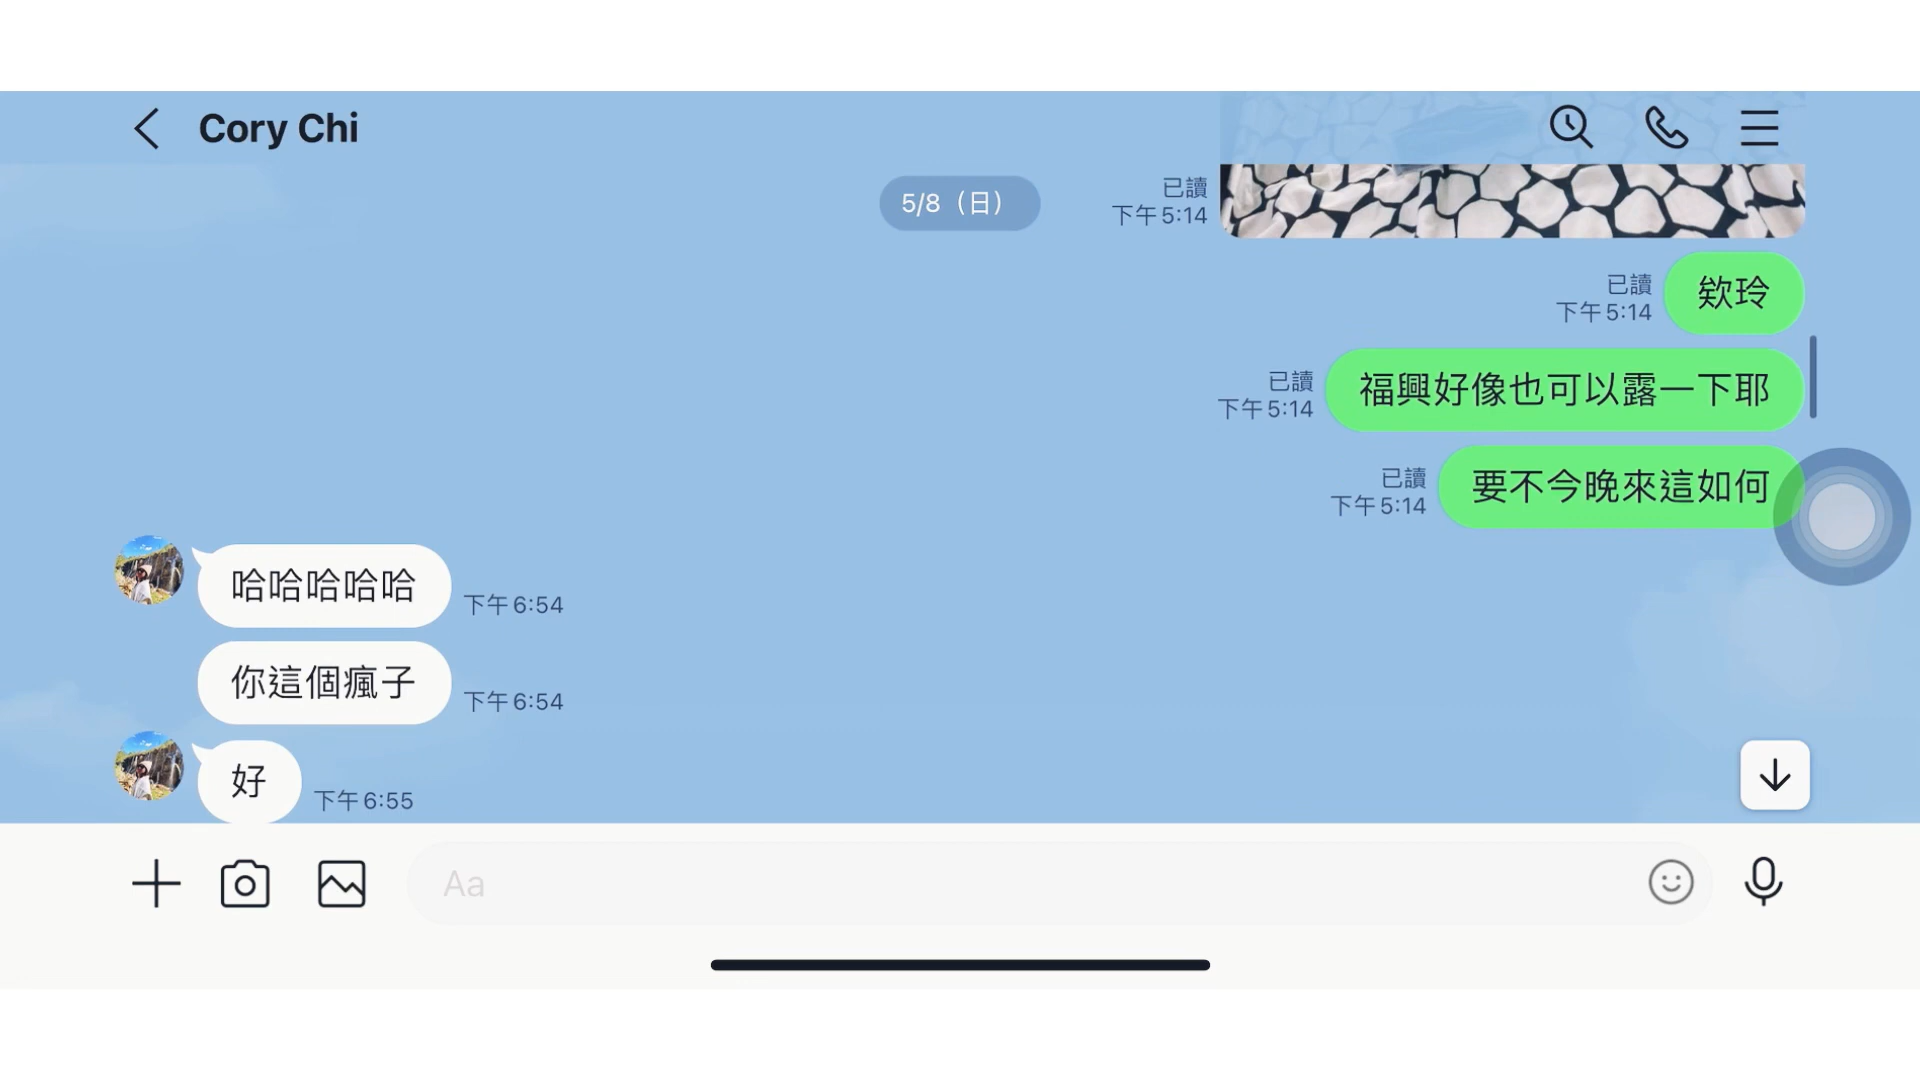 Cory Chi
5/8（日）
已讀
下午 5:14
已讀
下午 5:14
欸玲
已讀
下午 5:14
福興好像也可以露一下耶
已讀
下午 5:14
要不今晚來這如何
哈哈哈哈哈
下午 6:54
你這個瘋子
下午 6:54
好
下午 6:55
Aa